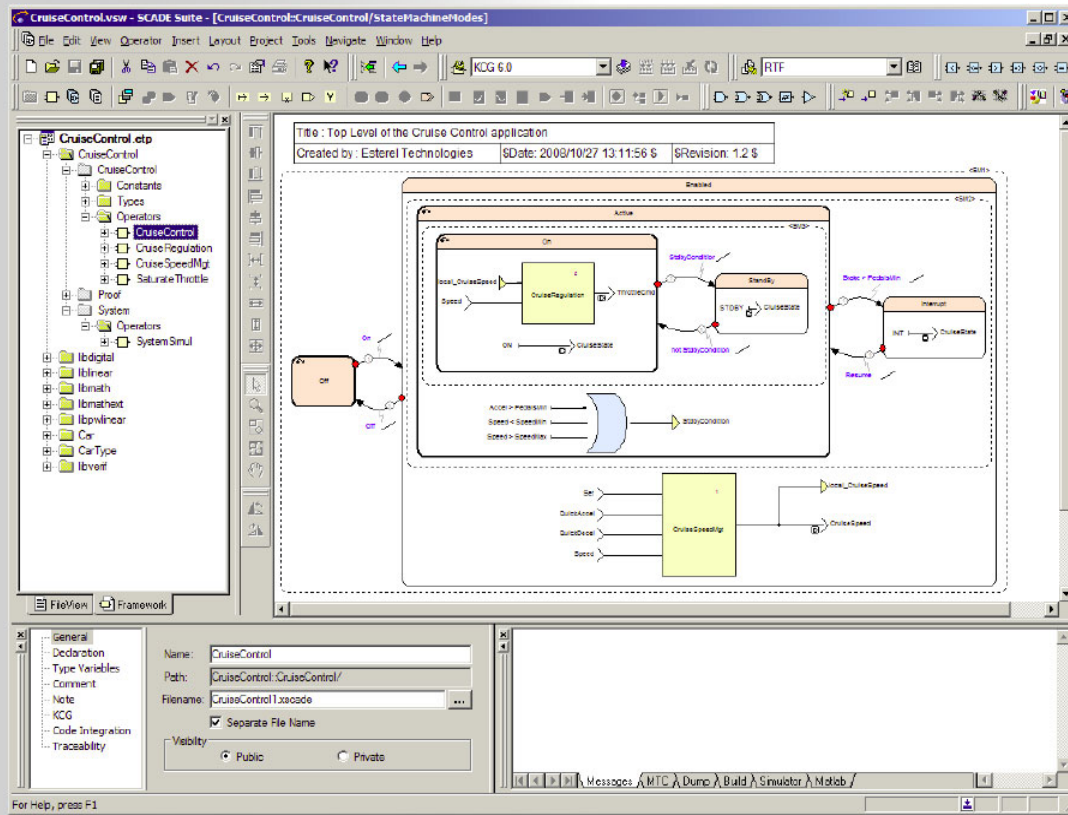 CruiseControl.vsw - SCADE Suite - [CruiseControl::CruiseControl/StateMachineModes]
File Edit View Operator Insert Layout Project Tools Navigate Window Help
KCG 6.0
RTF
CruiseControl.etp
CruiseControl
CruiseControl
Constants
Types
Operators
CruiseControl
CruiseRegulation
CruiseSpeedMgt
SaturateThrottle
Proof
System
Operators
SystemSimul
libdigital
liblinear
libmath
libmathext
libpwlinear
Car
CarType
libverif
FileView Framework
Title : Top Level of the Cruise Control application
Created by : Esterel Technologies $Date: 2008/10/27 13:11:56 $ $Revision: 1.2 $
<SM1>
Enabled
<SM2>
Active
<SM3>
On
local_CruiseSpeed
Speed
2
CruiseRegulation
ThrottleCmd
ON
CruiseState
StdbyCondition
StandBy
STDBY
CruiseState
not StdbyCondition
Brake > PedalsMin
Interrupt
INT
CruiseState
Resume
On
Off
Off
Accel > PedalsMin
Speed < SpeedMin
Speed > SpeedMax
StdbyCondition
Set
QuickAccel
QuickDecel
Speed
1
CruiseSpeedMgt
local_CruiseSpeed
CruiseSpeed
General
Declaration
Type Variables
Comment
Note
KCG
Code Integration
Traceability
Name: CruiseControl
Path: CruiseControl::CruiseControl/
Filename: CruiseControl1.xscade ...
Separate File Name
Visibility
Public Private
Messages MTC Dump Build Simulator Matlab
For Help, press F1